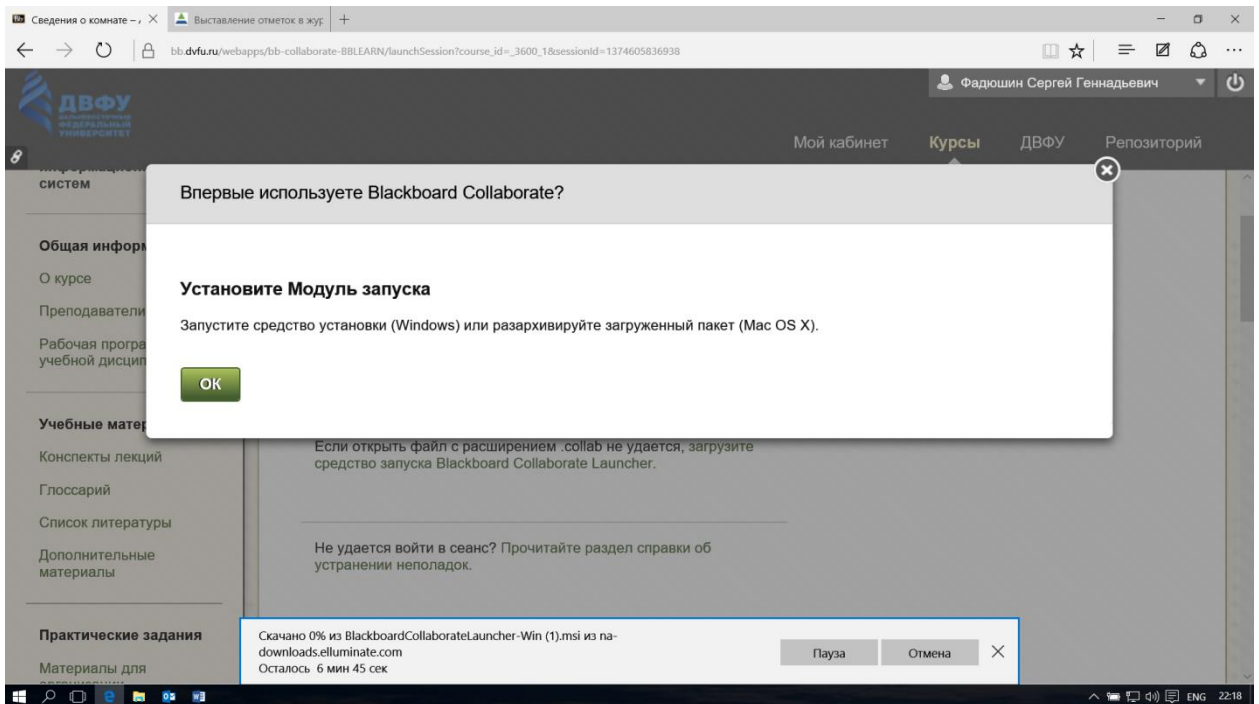 Сведения о комнате – ,
Выставление отметок в жур
bb.dvfu.ru/webapps/bb-collaborate-BBLEARN/launchSession?course_id=_3600_1&sessionId=1374605836938
Фадюшин Сергей Геннадьевич
ДВФУ
ДАЛЬНЕВОСТОЧНЫЙ
ФЕДЕРАЛЬНЫЙ
УНИВЕРСИТЕТ
Мой кабинет Курсы ДВФУ Репозиторий
систем
Впервые используете Blackboard Collaborate?
Общая информ
О курсе
Установите Модуль запуска
Преподаватели
Запустите средство установки (Windows) или разархивируйте загруженный пакет (Mac OS X).
Рабочая програ
учебной дисцип
ОК
Учебные матер
Если открыть файл с расширением .collab не удается, загрузите
средство запуска Blackboard Collaborate Launcher.
Конспекты лекций
Глоссарий
Список литературы
Не удается войти в сеанс? Прочитайте раздел справки об
устранении неполадок.
Дополнительные
материалы
Практические задания
Материалы для
Скачано 0% из BlackboardCollaborateLauncher-Win (1).msi из na-
downloads.elluminate.com
Осталось 6 мин 45 сек
Пауза Отмена
ENG 22:18